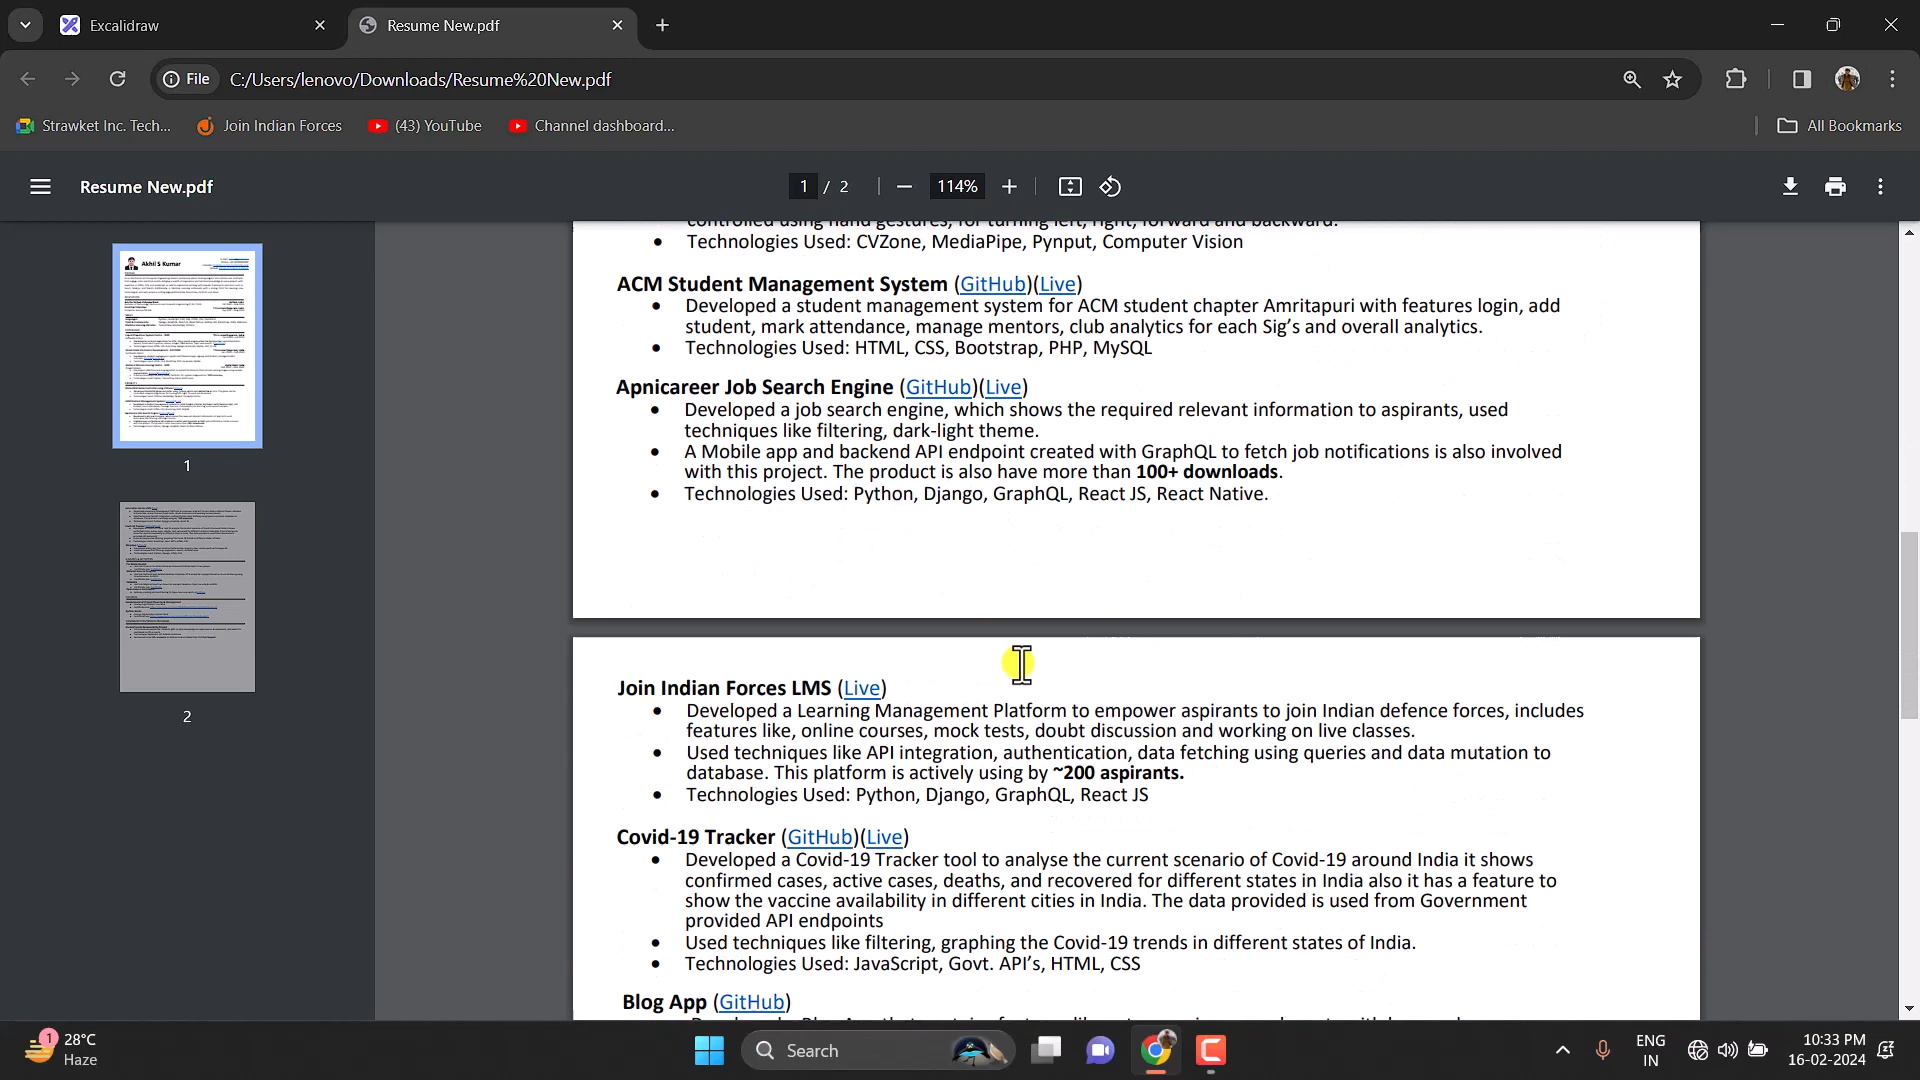 Excalidraw
Resume New.pdf
File
C:/Users/lenovo/Downloads/Resume%20New.pdf
Strawket Inc. Tech...
Join Indian Forces
(43) YouTube
Channel dashboard...
All Bookmarks
Resume New.pdf
1 / 2
114%
Akhil S Kumar
1
2
controlled using hand gestures, for turning left, right, forward and backward.
• Technologies Used: CVZone, MediaPipe, Pynput, Computer Vision
ACM Student Management System (GitHub)(Live)
• Developed a student management system for ACM student chapter Amritapuri with features login, add
student, mark attendance, manage mentors, club analytics for each Sig's and overall analytics.
• Technologies Used: HTML, CSS, Bootstrap, PHP, MySQL
Apnicareer Job Search Engine (GitHub)(Live)
• Developed a job search engine, which shows the required relevant information to aspirants, used
techniques like filtering, dark-light theme.
• A Mobile app and backend API endpoint created with GraphQL to fetch job notifications is also involved
with this project. The product is also have more than 100+ downloads.
• Technologies Used: Python, Django, GraphQL, React JS, React Native.
Join Indian Forces LMS (Live)
• Developed a Learning Management Platform to empower aspirants to join Indian defence forces, includes
features like, online courses, mock tests, doubt discussion and working on live classes.
• Used techniques like API integration, authentication, data fetching using queries and data mutation to
database. This platform is actively using by ~200 aspirants.
• Technologies Used: Python, Django, GraphQL, React JS
Covid-19 Tracker (GitHub)(Live)
• Developed a Covid-19 Tracker tool to analyse the current scenario of Covid-19 around India it shows
confirmed cases, active cases, deaths, and recovered for different states in India also it has a feature to
show the vaccine availability in different cities in India. The data provided is used from Government
provided API endpoints
• Used techniques like filtering, graphing the Covid-19 trends in different states of India.
• Technologies Used: JavaScript, Govt. API's, HTML, CSS
Blog App (GitHub)
1
28°C
Haze
Search
ENG
IN
10:33 PM
16-02-2024